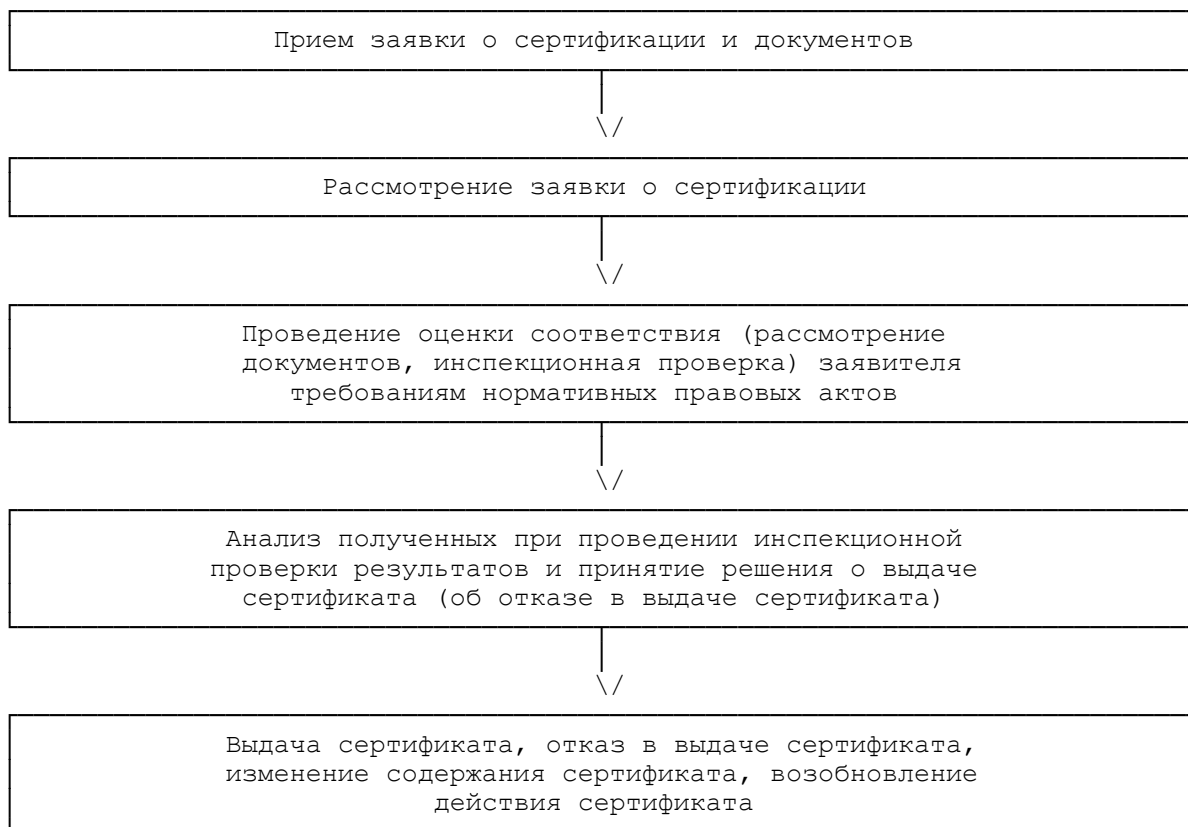 Прием заявки о сертификации и документов
Рассмотрение заявки о сертификации
Проведение оценки соответствия (рассмотрение
документов, инспекционная проверка) заявителя
требованиям нормативных правовых актов
Анализ полученных при проведении инспекционной
проверки результатов и принятие решения о выдаче
сертификата (об отказе в выдаче сертификата)
Выдача сертификата, отказ в выдаче сертификата,
изменение содержания сертификата, возобновление
действия сертификата